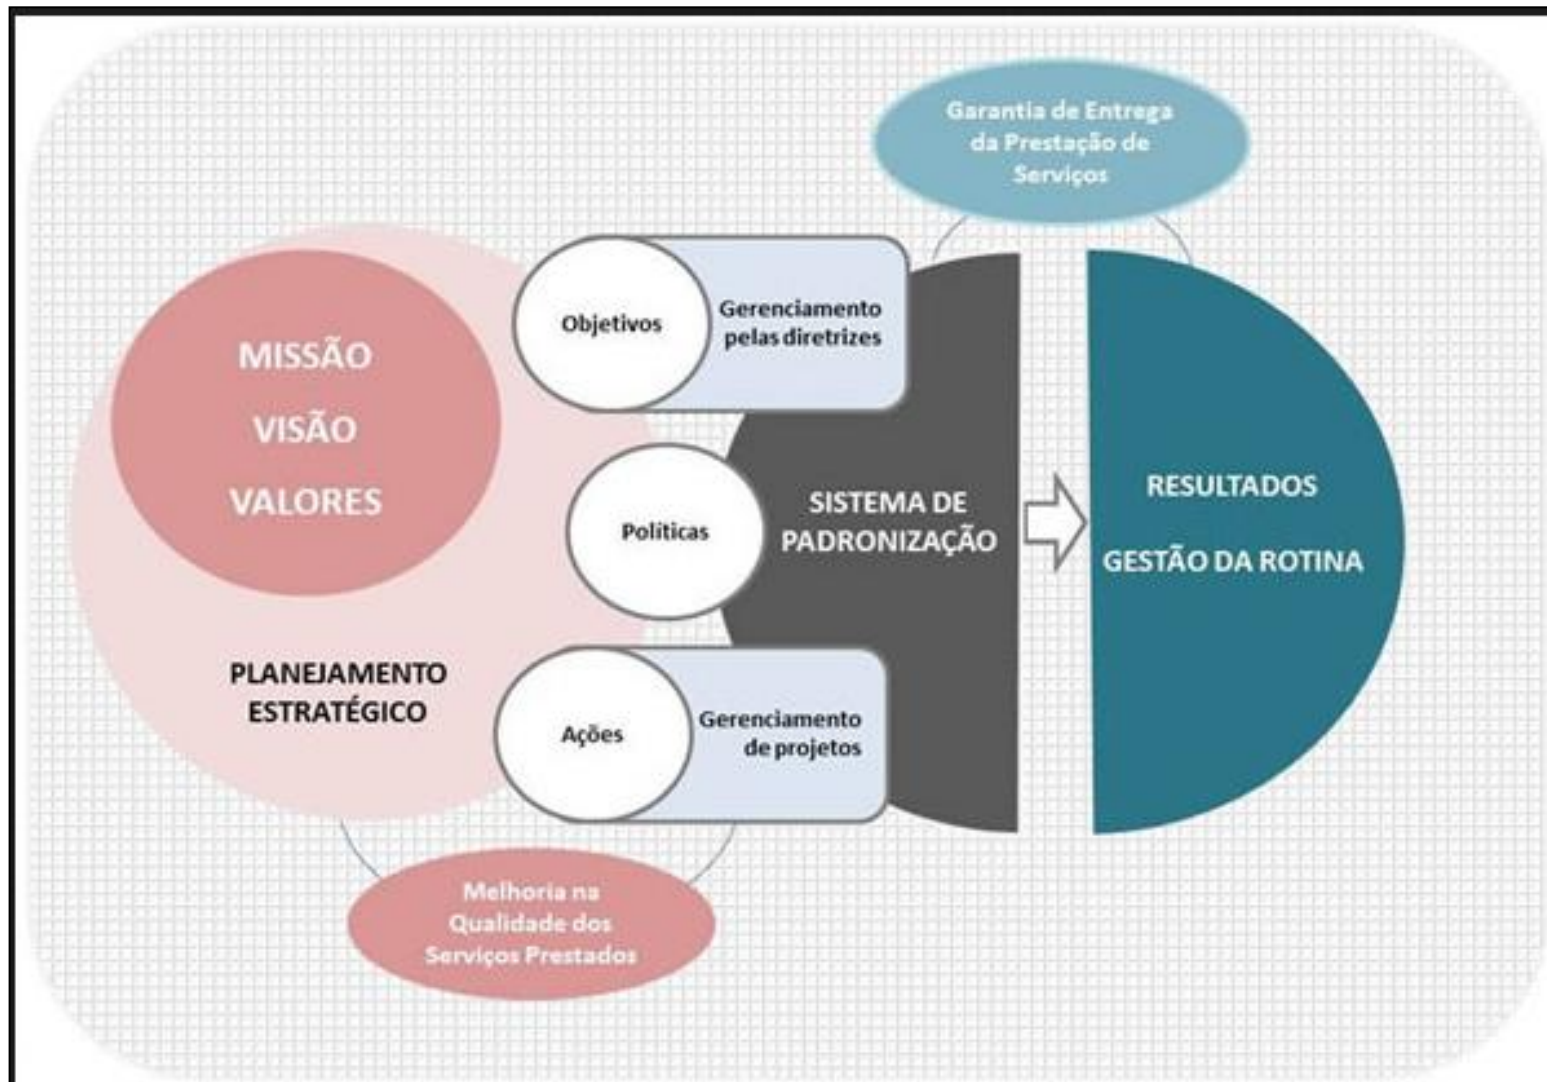 Garantia de Entrega
da Prestação de
Serviços
MISSÃO
VISÃO
VALORES
PLANEJAMENTO
ESTRATÉGICO
Objetivos
Gerenciamento
pelas diretrizes
Políticas
Ações
Gerenciamento
de projetos
SISTEMA DE
PADRONIZAÇÃO
RESULTADOS
GESTÃO DA ROTINA
Melhoria na
Qualidade dos
Serviços Prestados